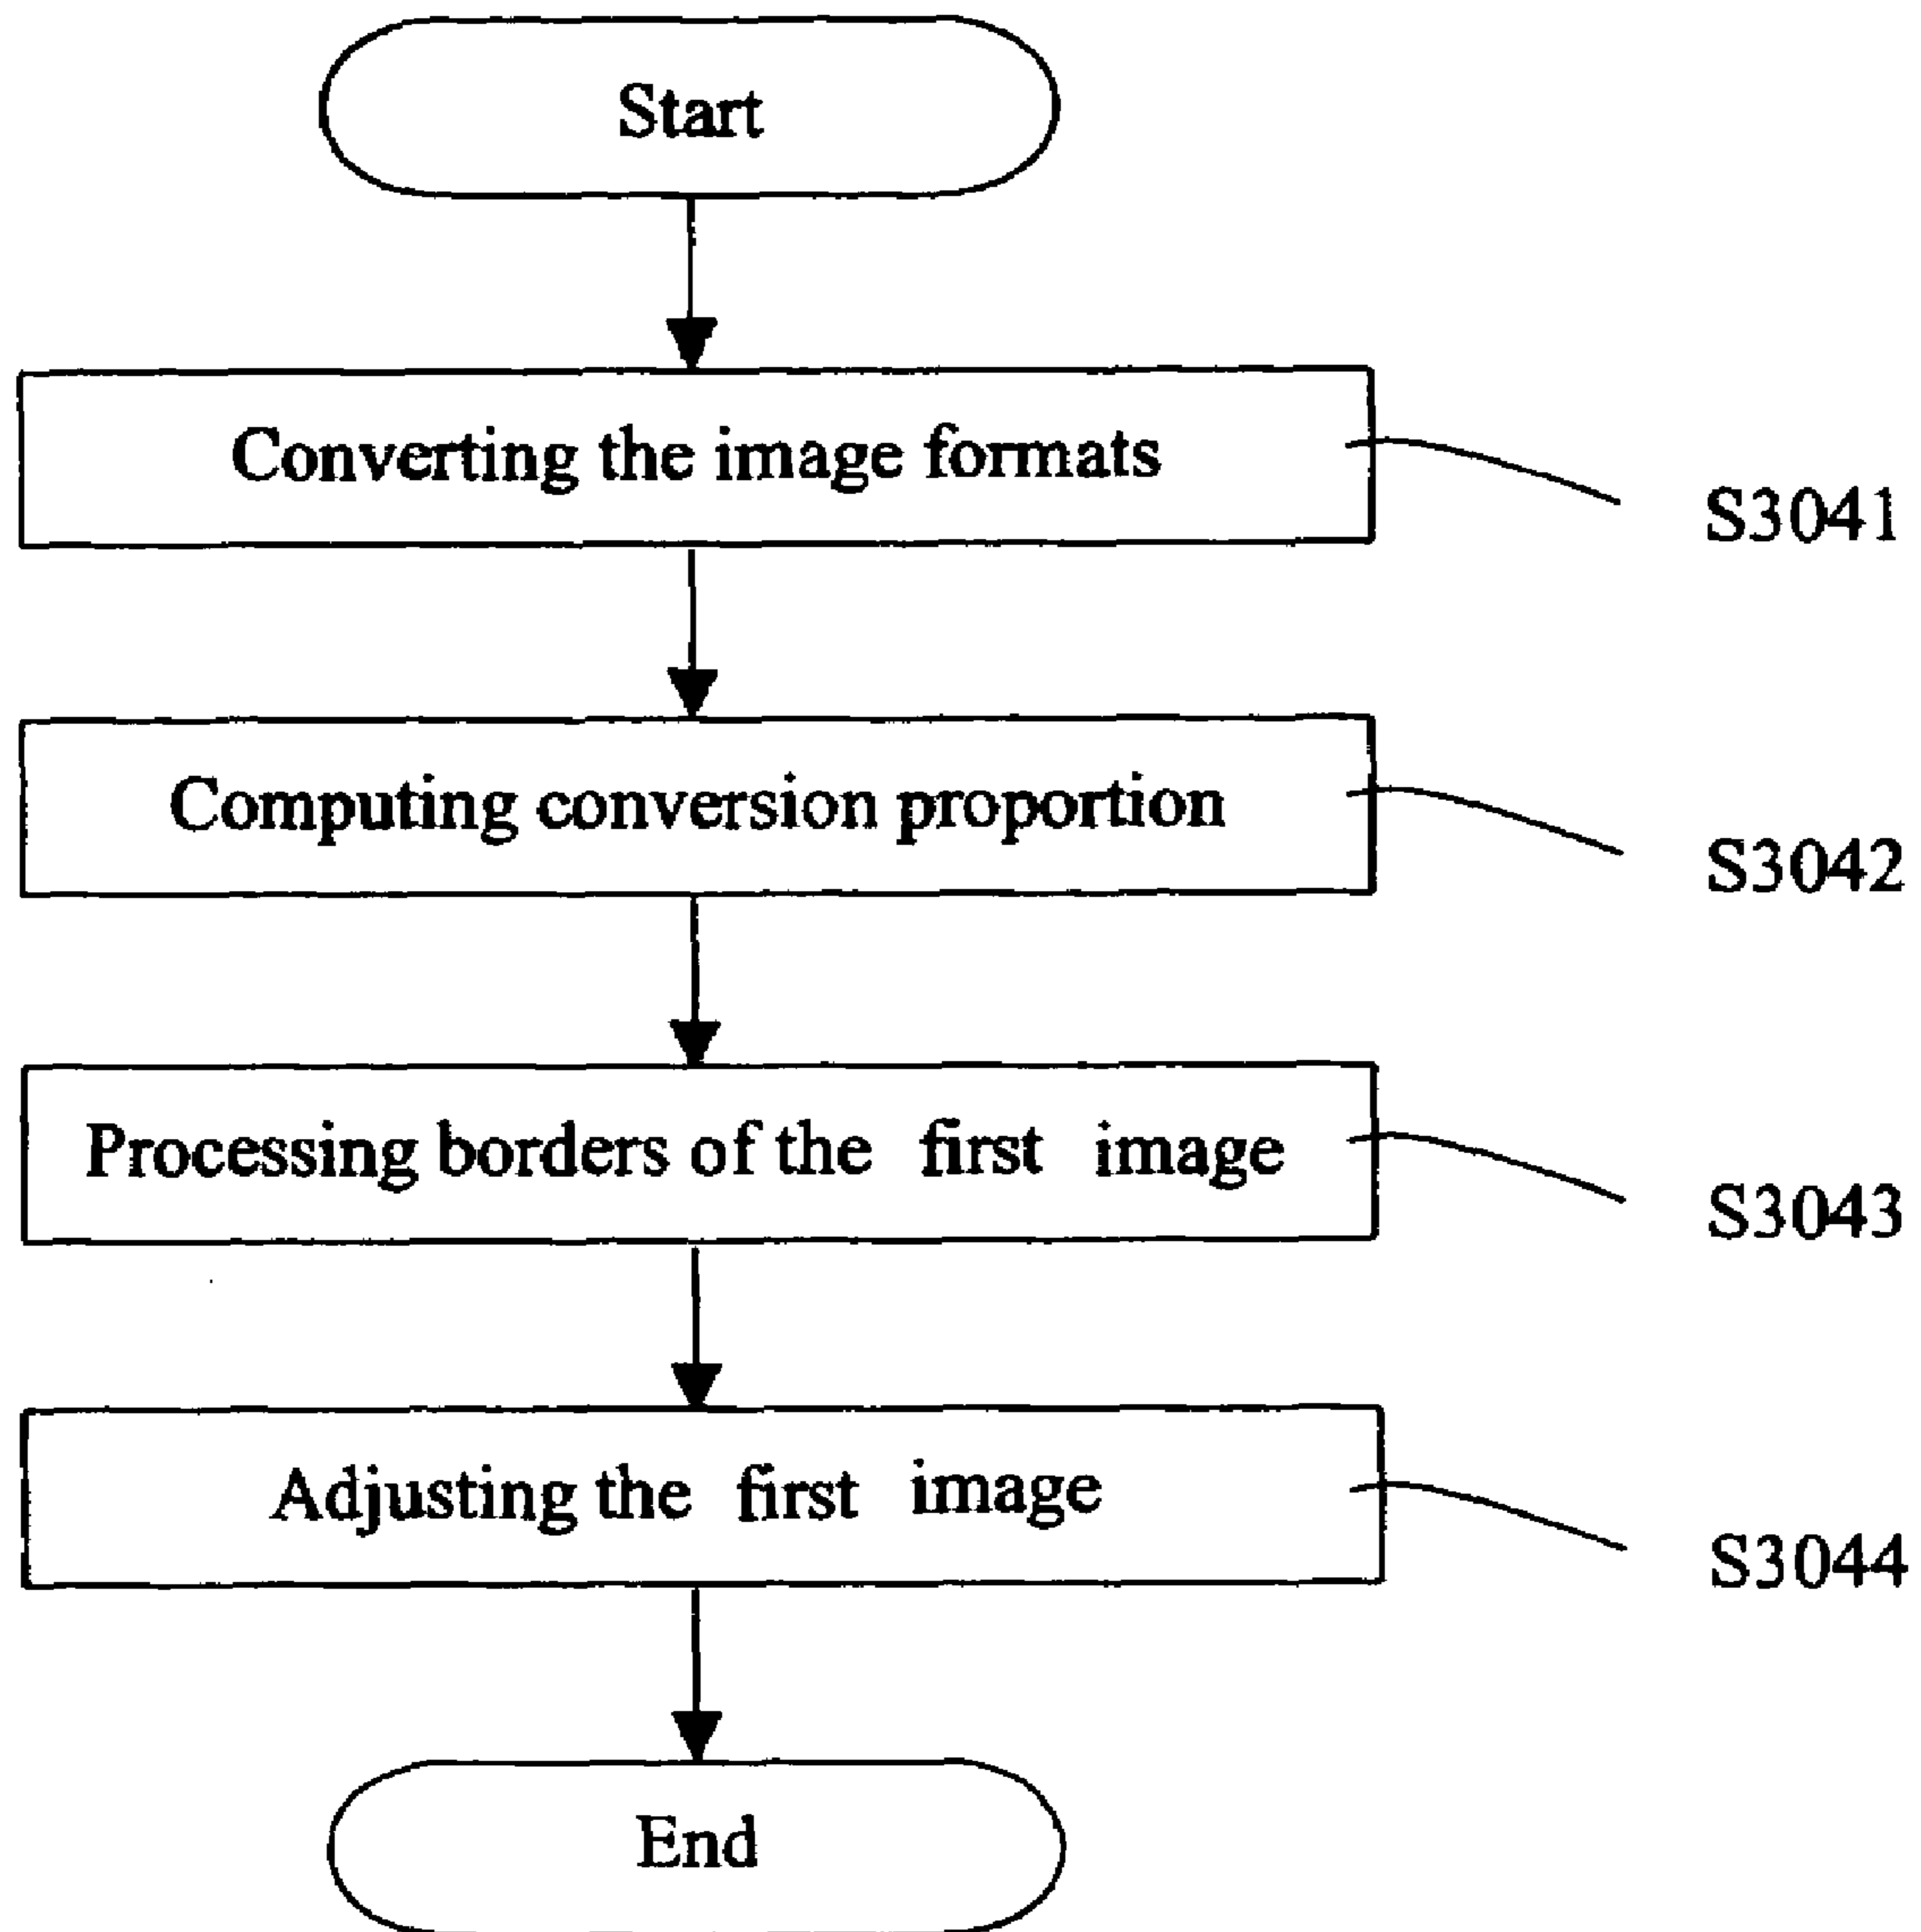 Start
Converting the image formats
S3041
Computing conversion proportion
S3042
Processing borders of the first image
S3043
Adjusting the first image
S3044
End